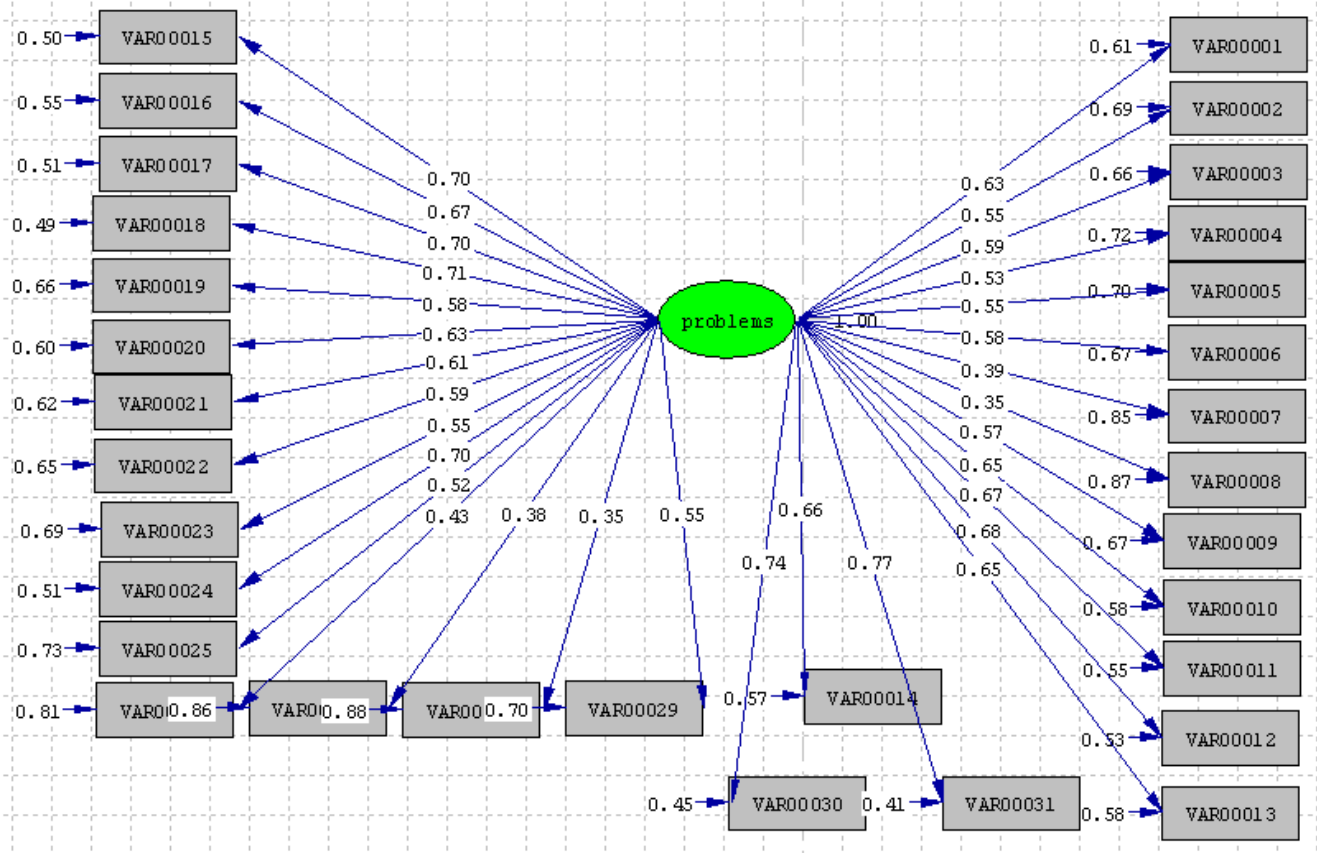 0.50 VAR00015
0.55 VAR00016
0.51 VAR00017
0.49 VAR00018
0.66 VAR00019
0.60 VAR00020
0.62 VAR00021
0.65 VAR00022
0.69 VAR00023
0.51 VAR00024
0.73 VAR00025
0.81 VAR0 0.86 VAR0 0.88 VAR00 0.70 VAR00029
0.70
0.67
0.70
0.71
0.58
0.63
0.61
0.59
0.55
0.70
0.52
0.43
0.38
0.35
0.55
problems 1.00
0.66
0.74
0.77
0.57 VAR00014
0.45 VAR00030
0.41 VAR00031
0.63
0.55
0.59
0.53
0.55
0.58
0.39
0.35
0.57
0.65
0.67
0.68
0.65
0.61 VAR00001
0.69 VAR00002
0.66 VAR00003
0.72 VAR00004
0.70 VAR00005
0.67 VAR00006
0.85 VAR00007
0.87 VAR00008
0.67 VAR00009
0.58 VAR00010
0.55 VAR00011
0.53 VAR00012
0.58 VAR00013